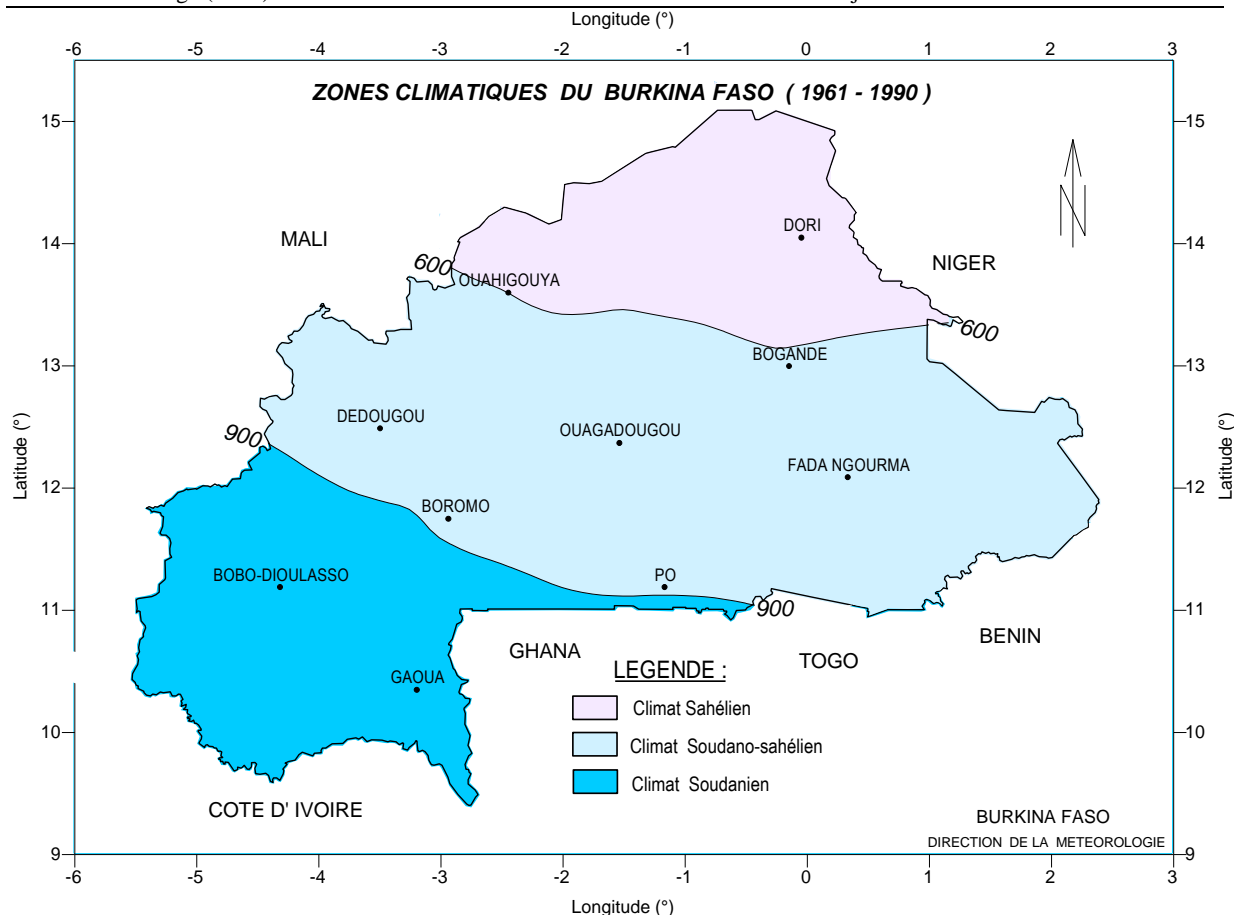 Longitude (°)
-6 -5 -4 -3 -2 -1 0 1 2 3
ZONES CLIMATIQUES DU BURKINA FASO ( 1961 - 1990 )
15 15
DORI
MALI
14 14
NIGER
600
OUAHIGOUYA
600
BOGANDE
13 13
DEDOUGOU
OUAGADOUGOU
900
Latitude (°)
Latitude (°)
FADA NGOURMA
12 12
BOROMO
BOBO-DIOULASSO
PO
11 11
900
BENIN
GHANA
TOGO
LEGENDE :
GAOUA
Climat Sahélien
10 10
Climat Soudano-sahélien
Climat Soudanien
COTE D' IVOIRE
BURKINA FASO
DIRECTION DE LA METEOROLOGIE
9 9
-6 -5 -4 -3 -2 -1 0 1 2 3
Longitude (°)